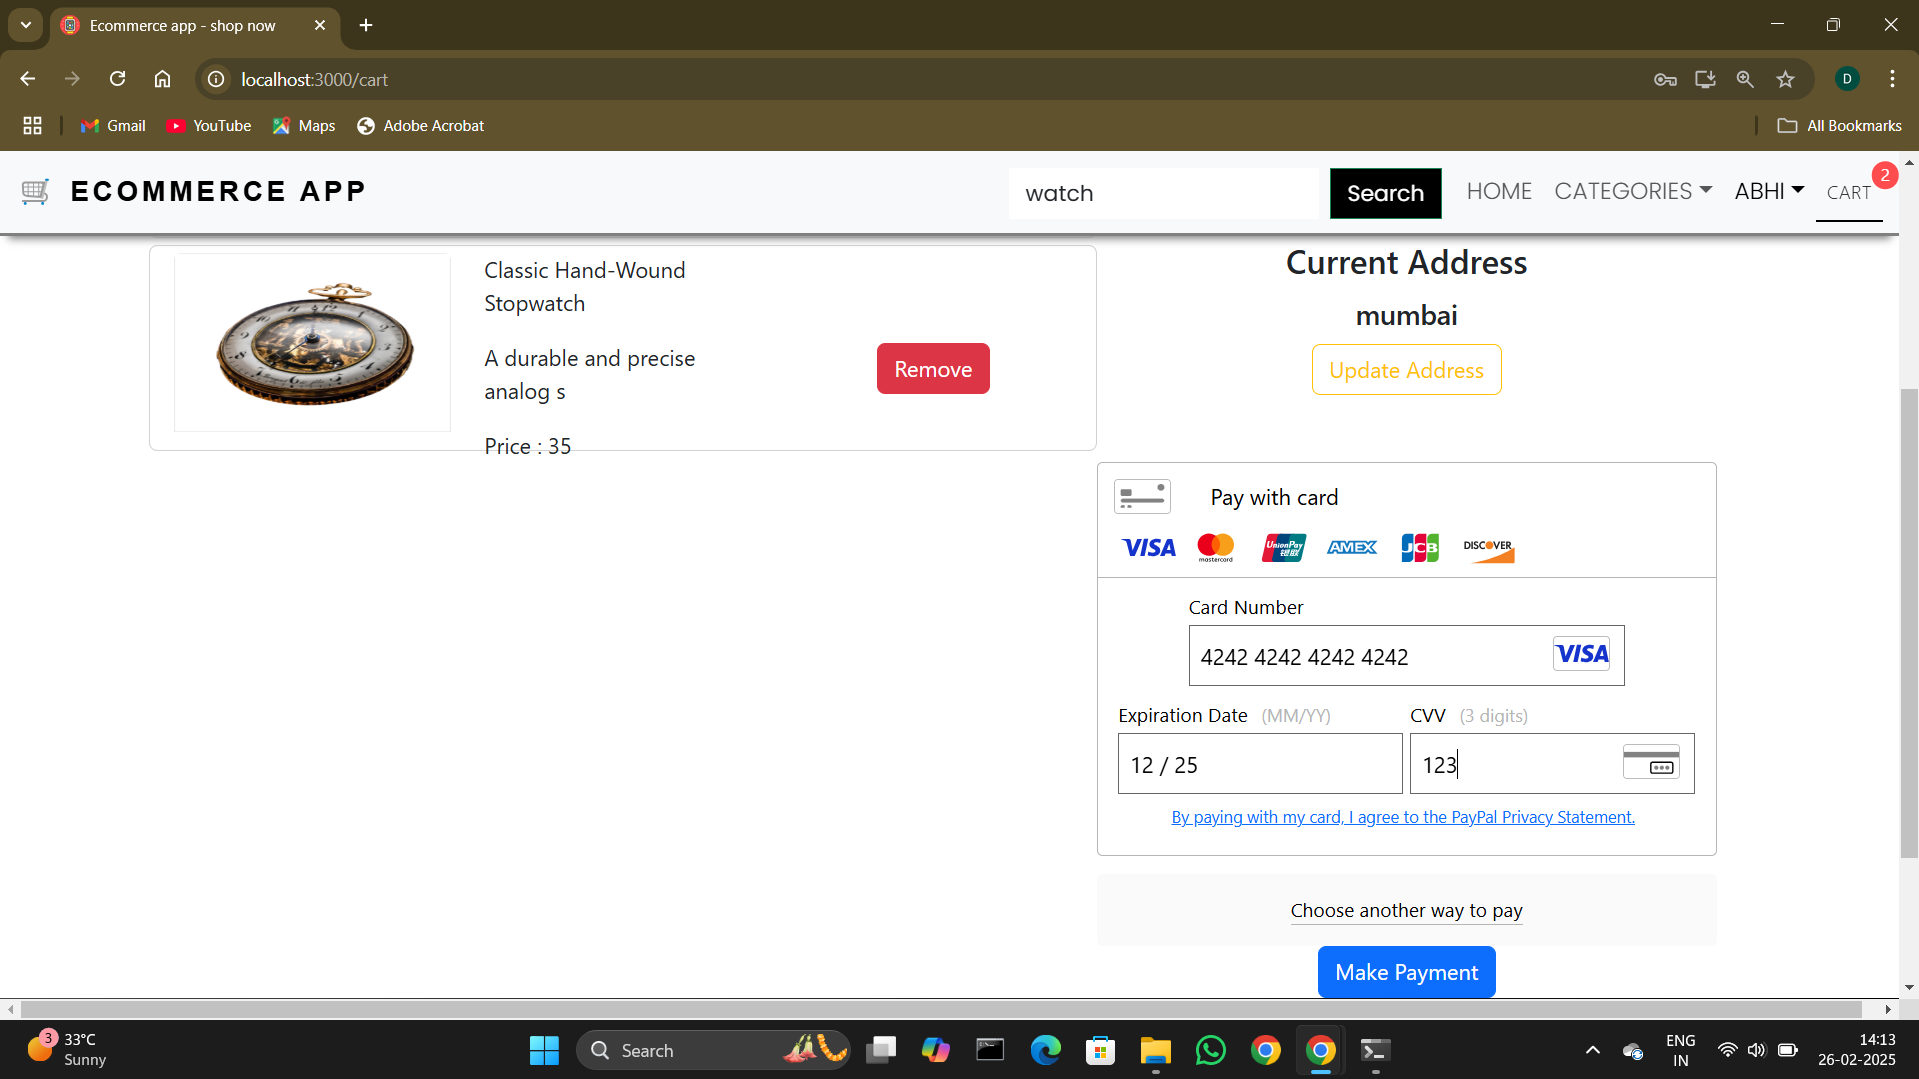 Ecommerce app - shop now
localhost:3000/cart
D
Gmail
YouTube
Maps
Adobe Acrobat
All Bookmarks
ECOMMERCE APP
watch
Search
HOME
CATEGORIES
ABHI
CART
2
Classic Hand-Wound
Stopwatch
A durable and precise
analog s
Price : 35
Remove
Current Address
mumbai
Update Address
Pay with card
VISA
mastercard
UnionPay
银联
AMEX
JCB
DISCOVER
Card Number
4242 4242 4242 4242
VISA
Expiration Date (MM/YY)
CVV (3 digits)
12 / 25
123
By paying with my card, I agree to the PayPal Privacy Statement.
Choose another way to pay
Make Payment
3
33°C
Sunny
Search
ENG
IN
14:13
26-02-2025